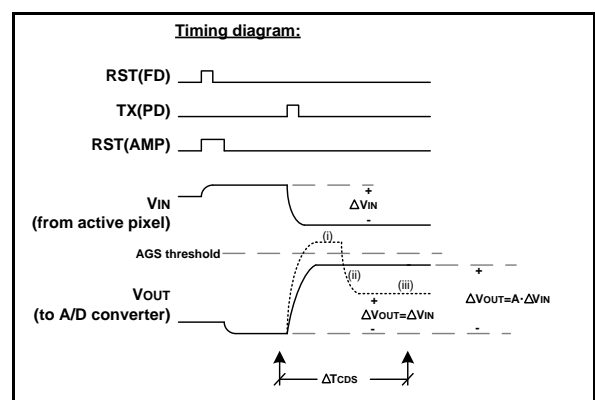 Timing diagram:
RST(FD)
TX(PD)
RST(AMP)
VIN
(from active pixel)
+
ΔVIN
-
AGS threshold
(i)
(ii)
(iii)
VOUT
(to A/D converter)
+
ΔVOUT=ΔVIN
-
+
ΔVOUT=A·ΔVIN
-
ΔTCDS